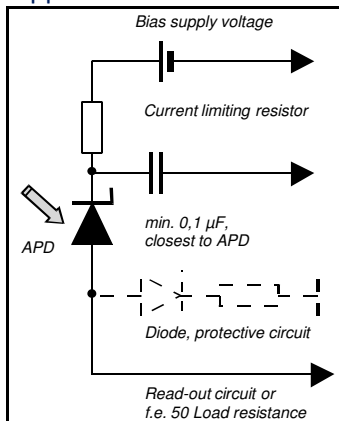 Bias supply voltage
Current limiting resistor
min. 0,1 µF,
closest to APD
APD
Diode, protective circuit
Read-out circuit or
f.e. 50 Load resistance